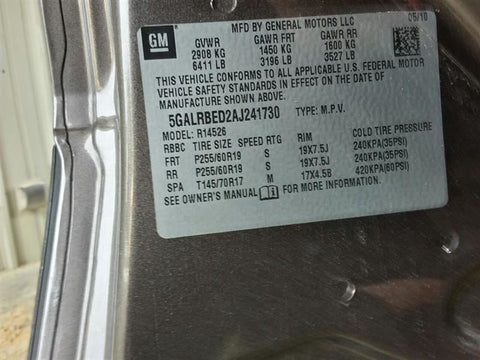 GM
MFD BY GENERAL MOTORS LLC
05/10
GVWR GAWR FRT GAWR RR
2908 KG 1450 KG 1600 KG
6411 LB 3196 LB 3527 LB
THIS VEHICLE CONFORMS TO ALL APPLICABLE U.S. FEDERAL MOTOR
VEHICLE SAFETY STANDARDS IN EFFECT ON THE DATE OF
MANUFACTURE SHOWN ABOVE.
5GALRBED2AJ241730 TYPE: M.P.V.
MODEL: R14526
RBBC TIRE SIZE SPEED RTG RIM COLD TIRE PRESSURE
FRT P255/60R19 S 19X7.5J 240KPA(35PSI)
RR P255/60R19 S 19X7.5J 240KPA(35PSI)
SPA T145/70R17 M 17X4.5B 420KPA(60PSI)
SEE OWNER'S MANUAL FOR MORE INFORMATION.